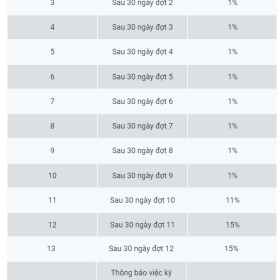 3 Sau 30 ngày đợt 2 1%
4 Sau 30 ngày đợt 3 1%
5 Sau 30 ngày đợt 4 1%
6 Sau 30 ngày đợt 5 1%
7 Sau 30 ngày đợt 6 1%
8 Sau 30 ngày đợt 7 1%
9 Sau 30 ngày đợt 8 1%
10 Sau 30 ngày đợt 9 1%
11 Sau 30 ngày đợt 10 11%
12 Sau 30 ngày đợt 11 15%
13 Sau 30 ngày đợt 12 15%
Thông báo việc ký